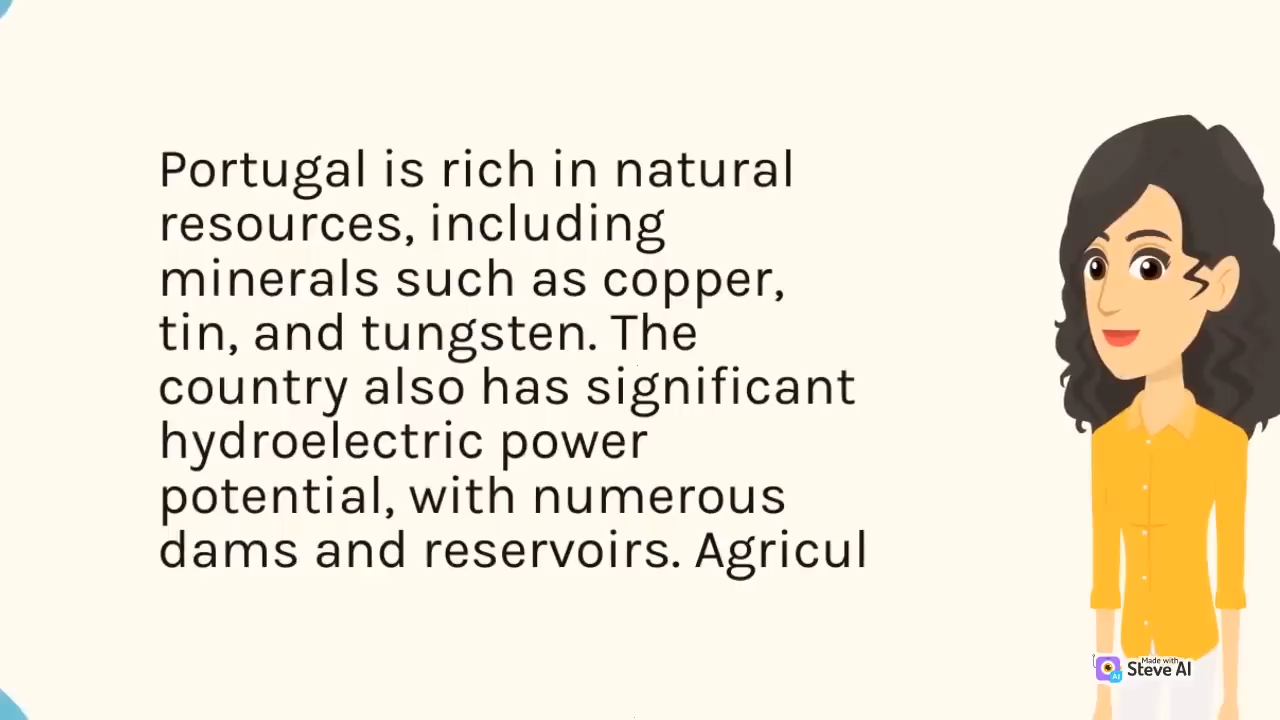 Portugal is rich in natural
resources, including
minerals such as copper,
tin, and tungsten. The
country also has significant
hydroelectric power
potential, with numerous
dams and reservoirs. Agricul
Made with
Steve AI
AI